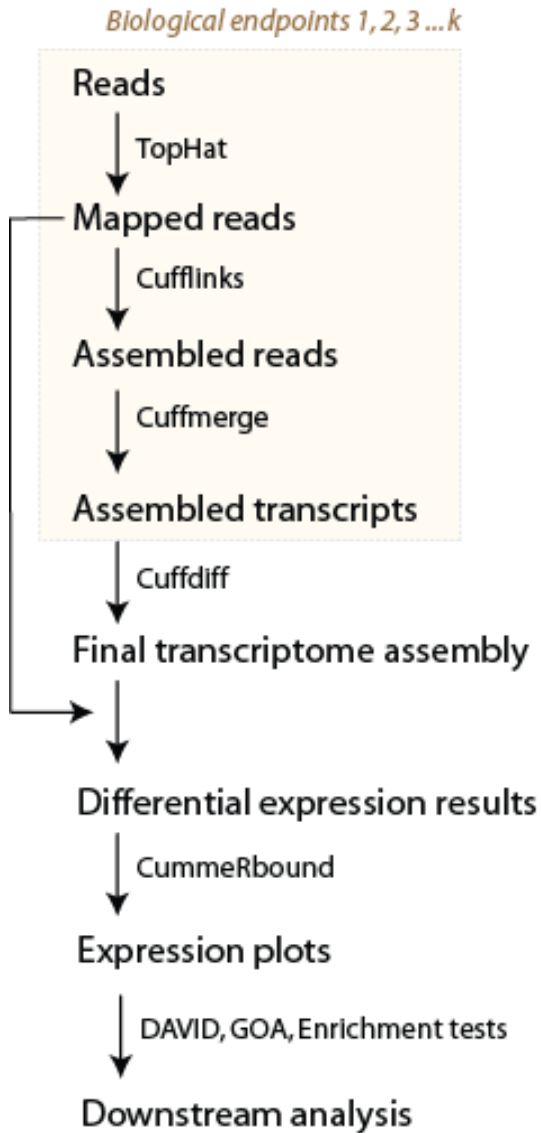 Biological endpoints 1, 2, 3 ... k
Reads
TopHat
Mapped reads
Cufflinks
Assembled reads
Cuffmerge
Assembled transcripts
Cuffdiff
Final transcriptome assembly
Differential expression results
CummeRbound
Expression plots
DAVID, GOA, Enrichment tests
Downstream analysis